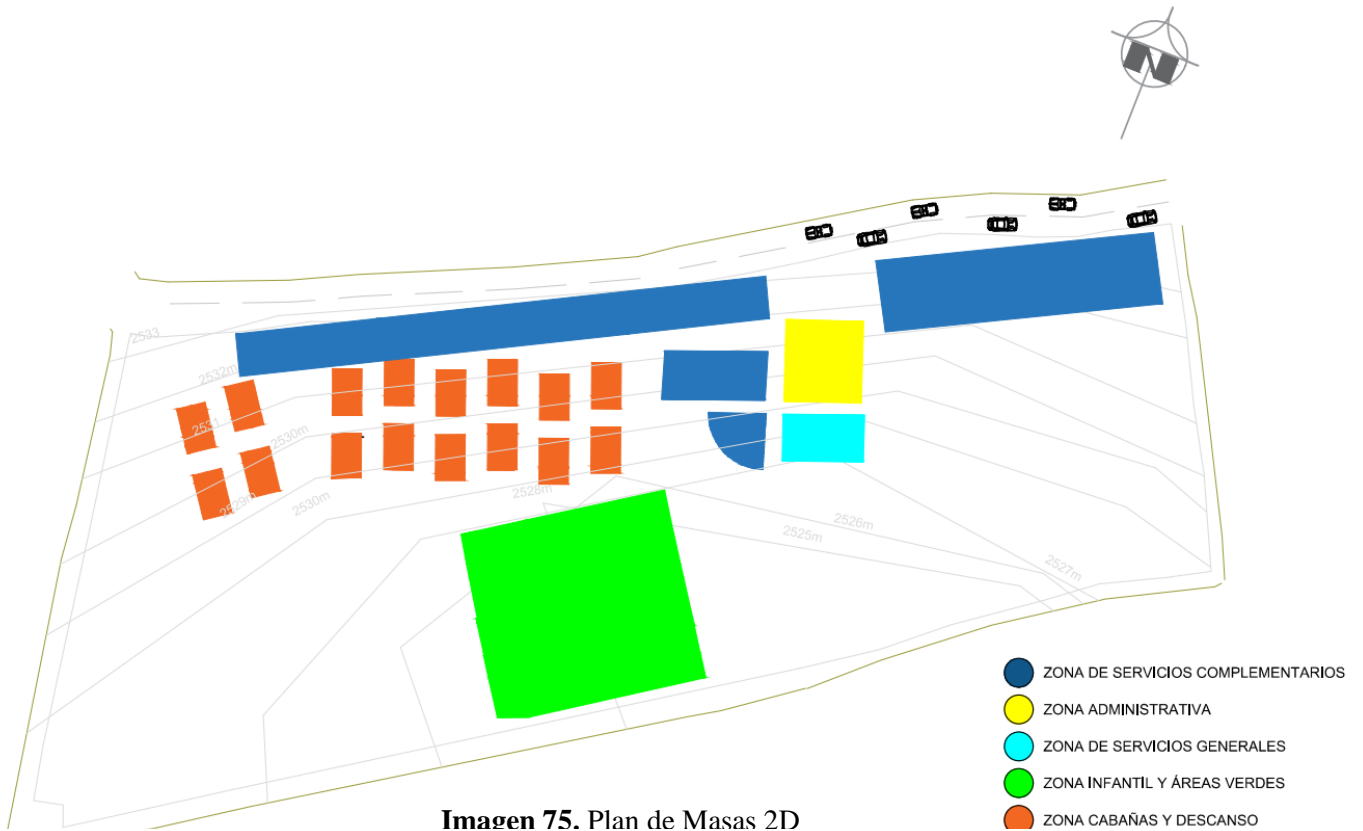 N
2533
2532m
2531
2530m
2529m
2530m
2528m
2526m
2525m
2527m
ZONA DE SERVICIOS COMPLEMENTARIOS
ZONA ADMINISTRATIVA
ZONA DE SERVICIOS GENERALES
ZONA INFANTIL Y ÁREAS VERDES
ZONA CABAÑAS Y DESCANSO
Imagen 75. Plan de Masas 2D